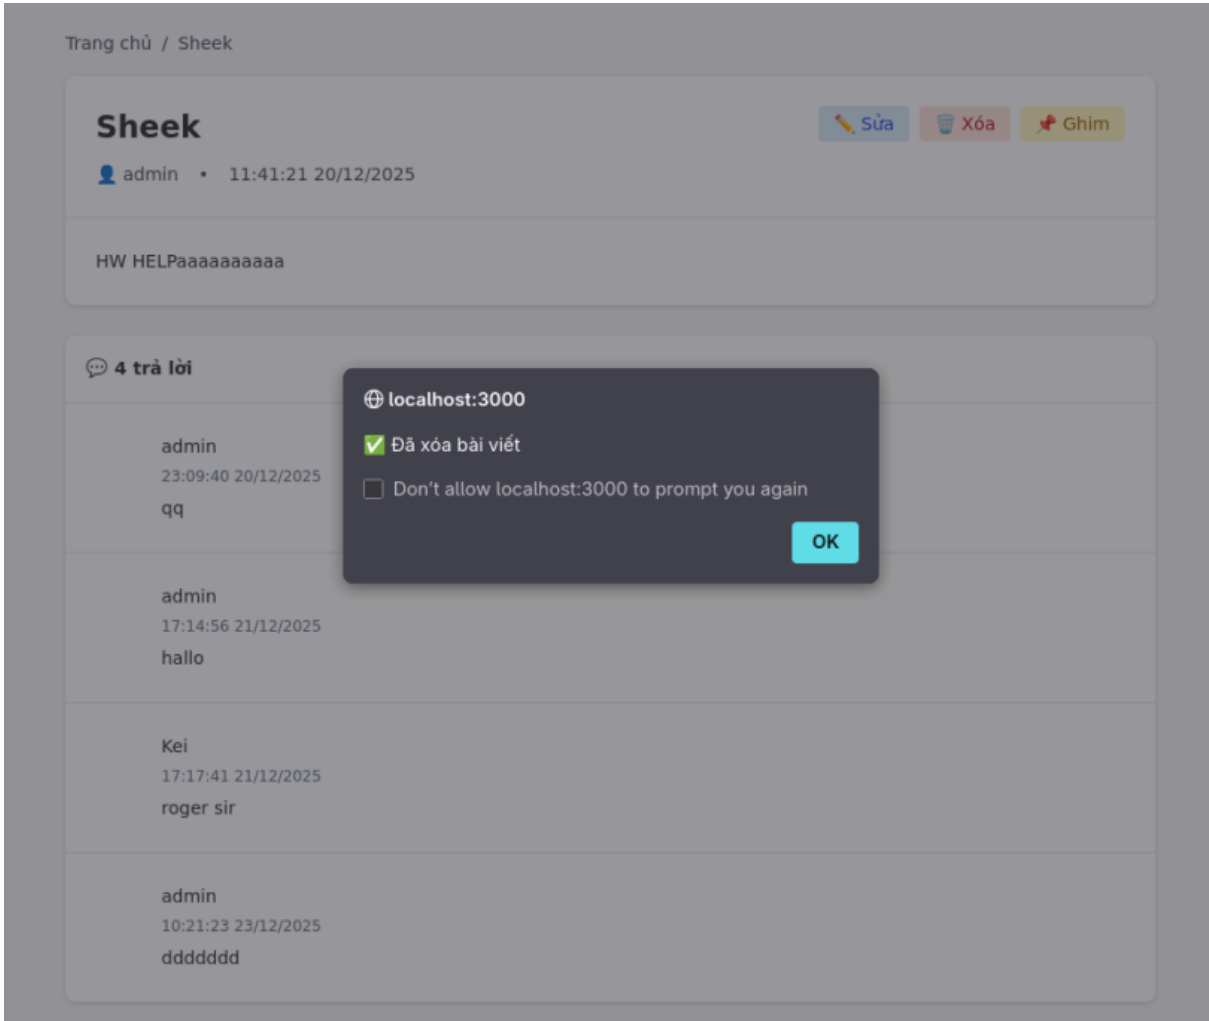 Trang chủ / Sheek
Sheek
✏️ Sửa 🗑️ Xóa 📌 Ghim
👤 admin • 11:41:21 20/12/2025
HW HELPaaaaaaaaaa
💬 4 trả lời
localhost:3000
✅ Đã xóa bài viết
Don't allow localhost:3000 to prompt you again
OK
admin
23:09:40 20/12/2025
qq
admin
17:14:56 21/12/2025
hallo
Kei
17:17:41 21/12/2025
roger sir
admin
10:21:23 23/12/2025
ddddddd